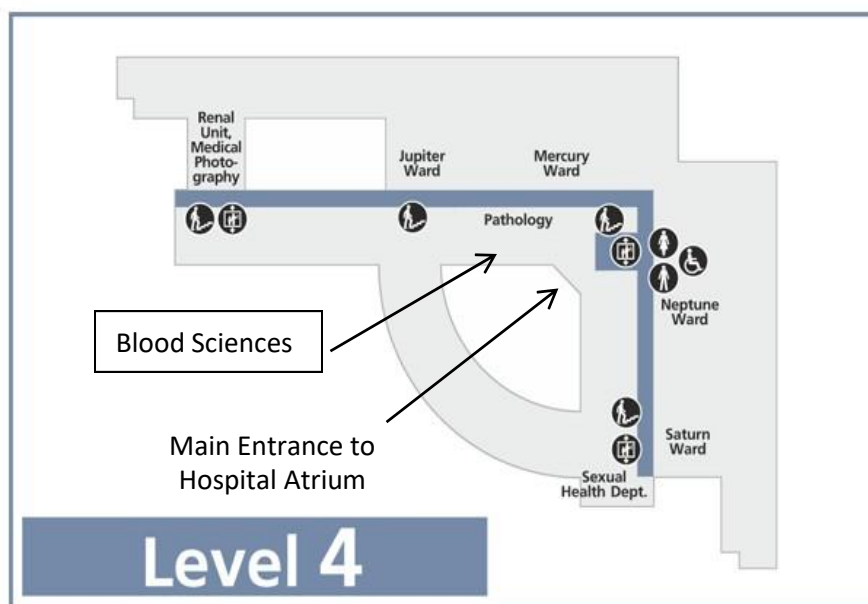 Renal
Unit,
Medical
Photo-
graphy
Jupiter
Ward
Mercury
Ward
Pathology
Neptune
Ward
Blood Sciences
Main Entrance to
Hospital Atrium
Saturn
Ward
Sexual
Health Dept.
Level 4